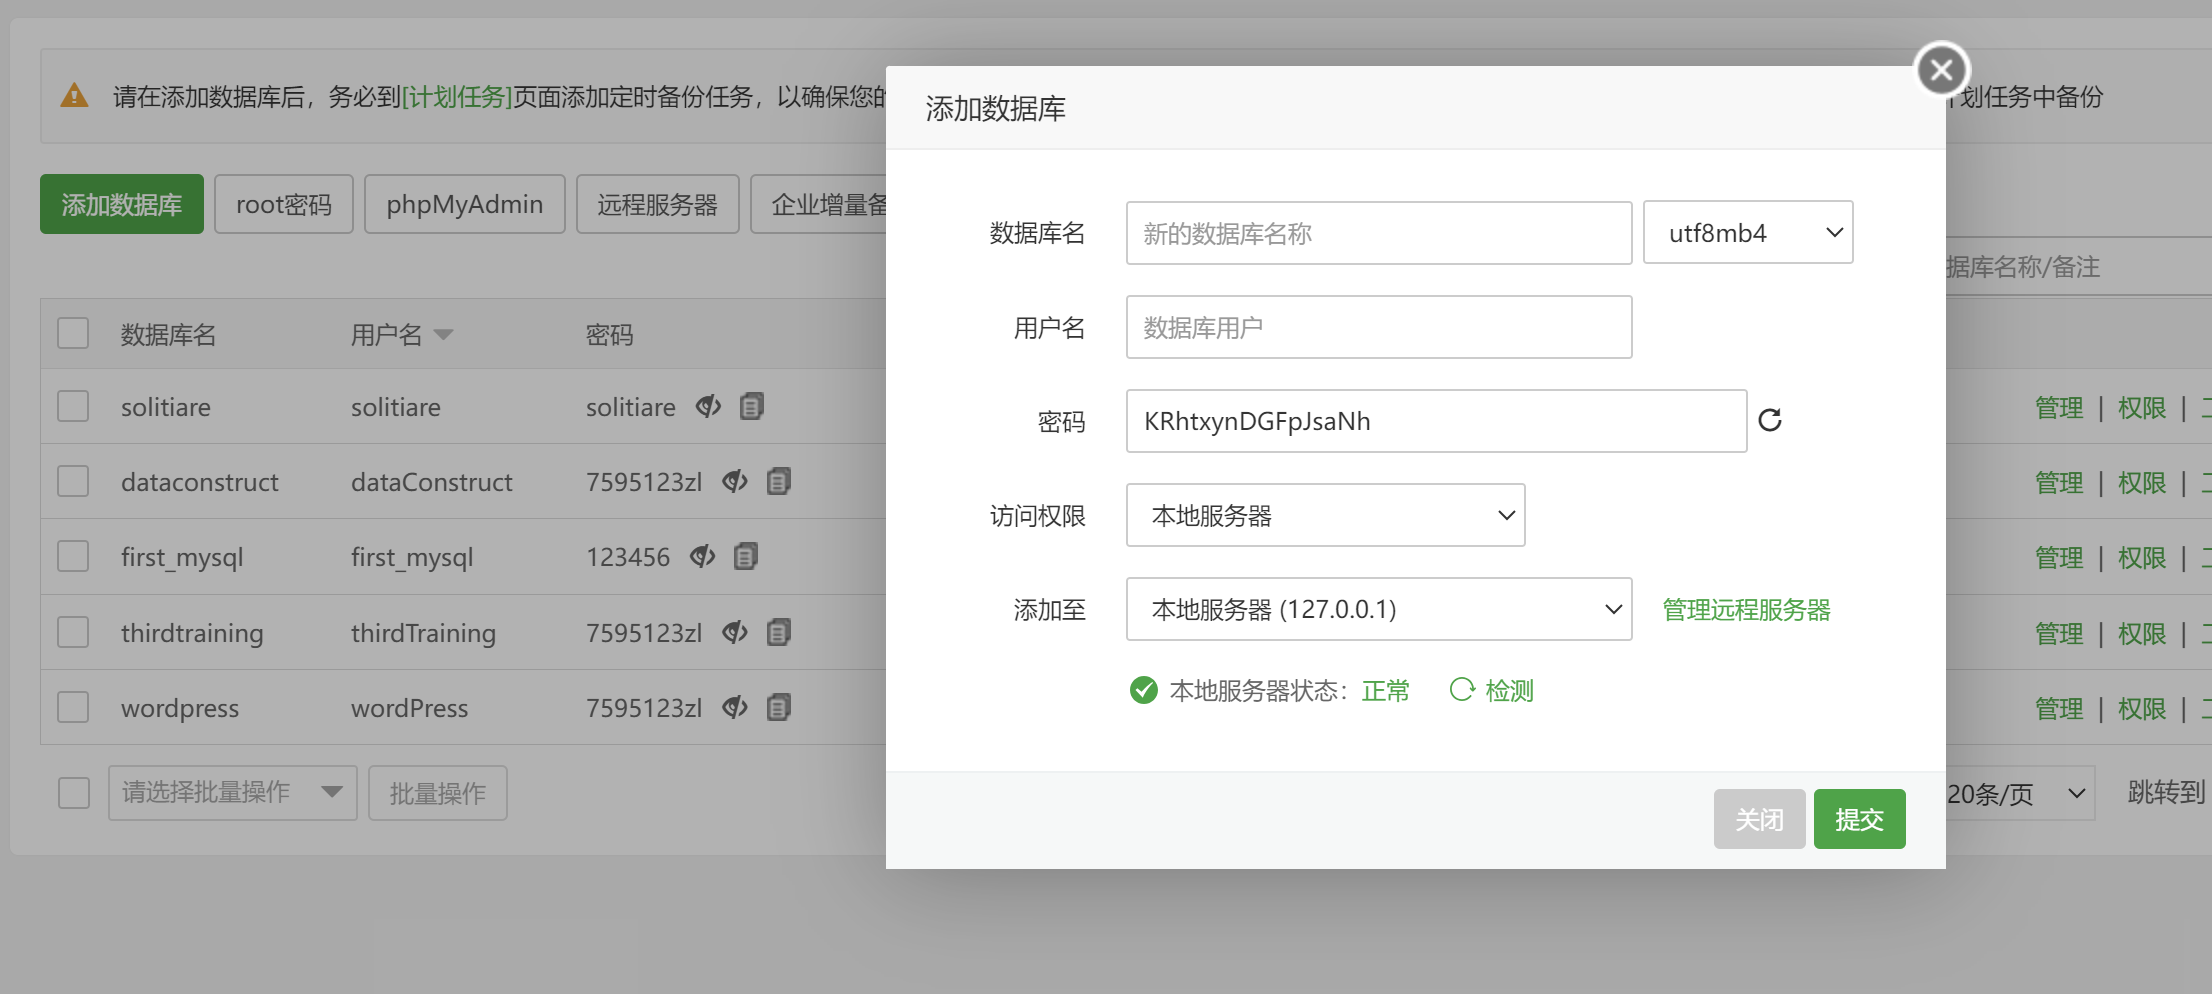 请在添加数据库后，务必到[计划任务]页面添加定时备份任务，以确保您的
划任务中备份
添加数据库 root密码 phpMyAdmin 远程服务器 企业增量备
据库名称/备注
数据库名 用户名 密码
solitiare solitiare solitiare 管理 | 权限 |
dataconstruct dataConstruct 7595123zl 管理 | 权限 |
first_mysql first_mysql 123456 管理 | 权限 |
thirdtraining thirdTraining 7595123zl 管理 | 权限 |
wordpress wordPress 7595123zl 管理 | 权限 |
请选择批量操作 批量操作 20条/页 跳转到
添加数据库
数据库名 新的数据库名称 utf8mb4
用户名 数据库用户
密码 KRhtxynDGFpJsaNh
访问权限 本地服务器
添加至 本地服务器 (127.0.0.1) 管理远程服务器
本地服务器状态：正常 检测
关闭 提交